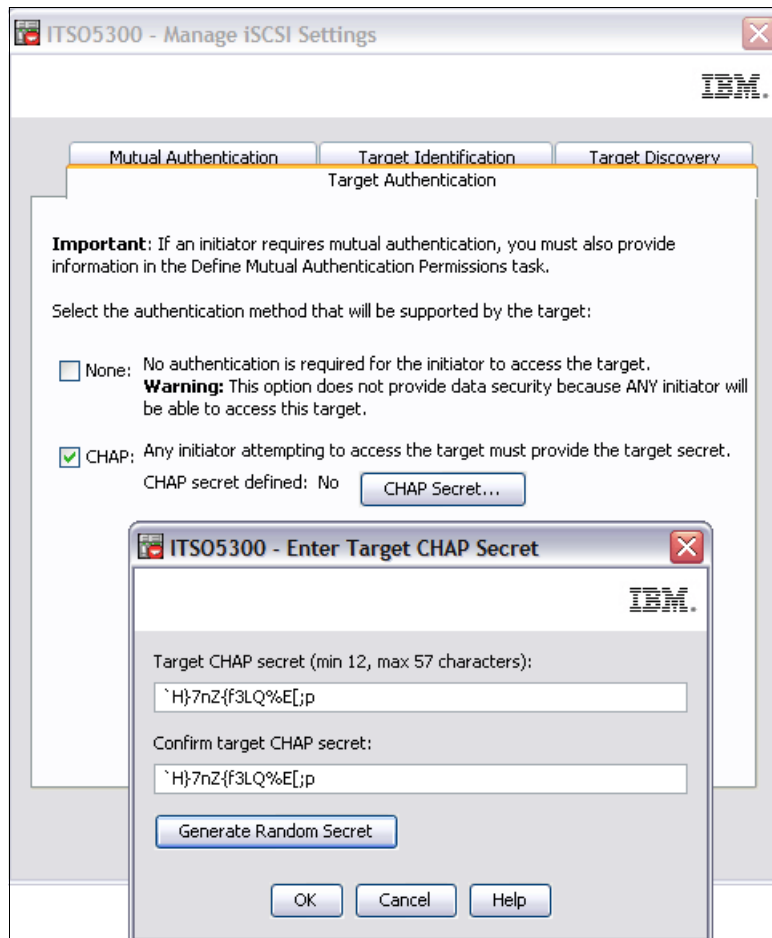 ITSO5300 - Manage iSCSI Settings
IBM.
Mutual Authentication Target Identification Target Discovery
Target Authentication
Important: If an initiator requires mutual authentication, you must also provide
information in the Define Mutual Authentication Permissions task.
Select the authentication method that will be supported by the target:
None: No authentication is required for the initiator to access the target.
Warning: This option does not provide data security because ANY initiator will
be able to access this target.
CHAP: Any initiator attempting to access the target must provide the target secret.
CHAP secret defined: No CHAP Secret...
ITSO5300 - Enter Target CHAP Secret
IBM.
Target CHAP secret (min 12, max 57 characters):
`H}7nZ{f3LQ%E[;p
Confirm target CHAP secret:
`H}7nZ{f3LQ%E[;p
Generate Random Secret
OK Cancel Help